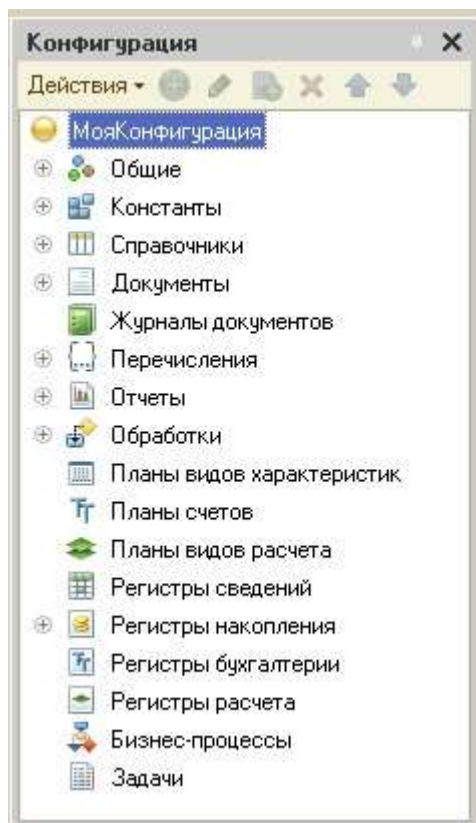 Конфигурация
Действия
МояКонфигурация
Общие
Константы
Справочники
Документы
Журналы документов
Перечисления
Отчеты
Обработки
Планы видов характеристик
Планы счетов
Планы видов расчета
Регистры сведений
Регистры накопления
Регистры бухгалтерии
Регистры расчета
Бизнес-процессы
Задачи